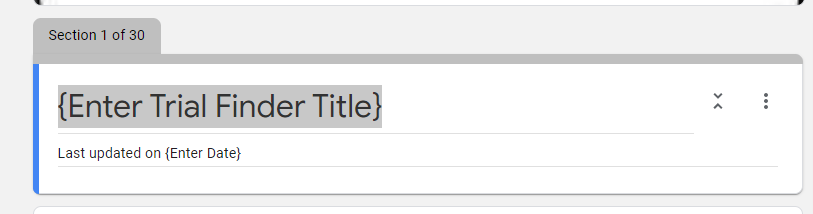 Section 1 of 30
{Enter Trial Finder Title}
Last updated on {Enter Date}